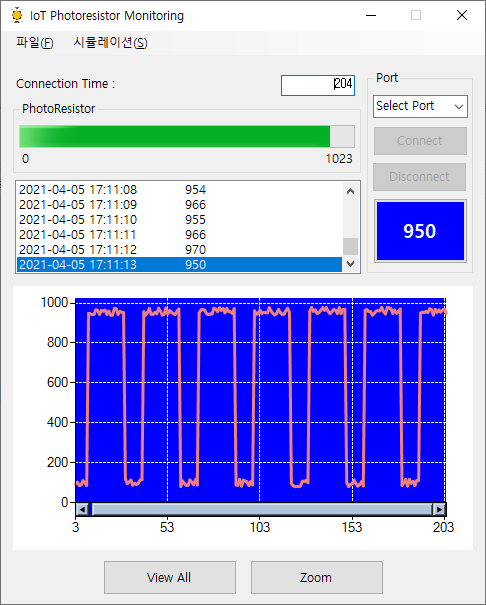 IoT Photoresistor Monitoring
파일(F) 시뮬레이션(S)
Connection Time : 204
Port
Select Port
Connect
Disconnect
950
PhotoResistor
0 1023
2021-04-05 17:11:08 954
2021-04-05 17:11:09 966
2021-04-05 17:11:10 955
2021-04-05 17:11:11 966
2021-04-05 17:11:12 970
2021-04-05 17:11:13 950
1000
800
600
400
200
0
3 53 103 153 203
View All Zoom